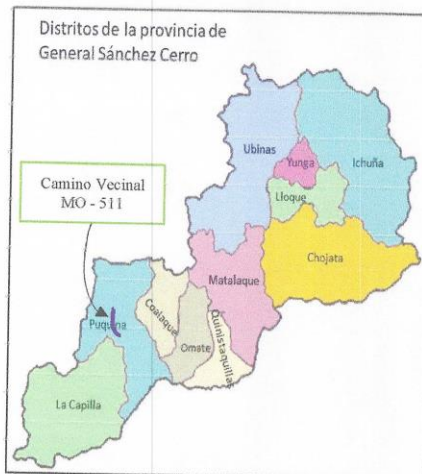 Distritos de la provincia de
General Sánchez Cerro
Ubinas
Yunga
Ichuña
Lloque
Camino Vecinal
MO - 511
Chojata
Matalaque
Coalaque
Puquina
Quinistaquillas
Omate
La Capilla